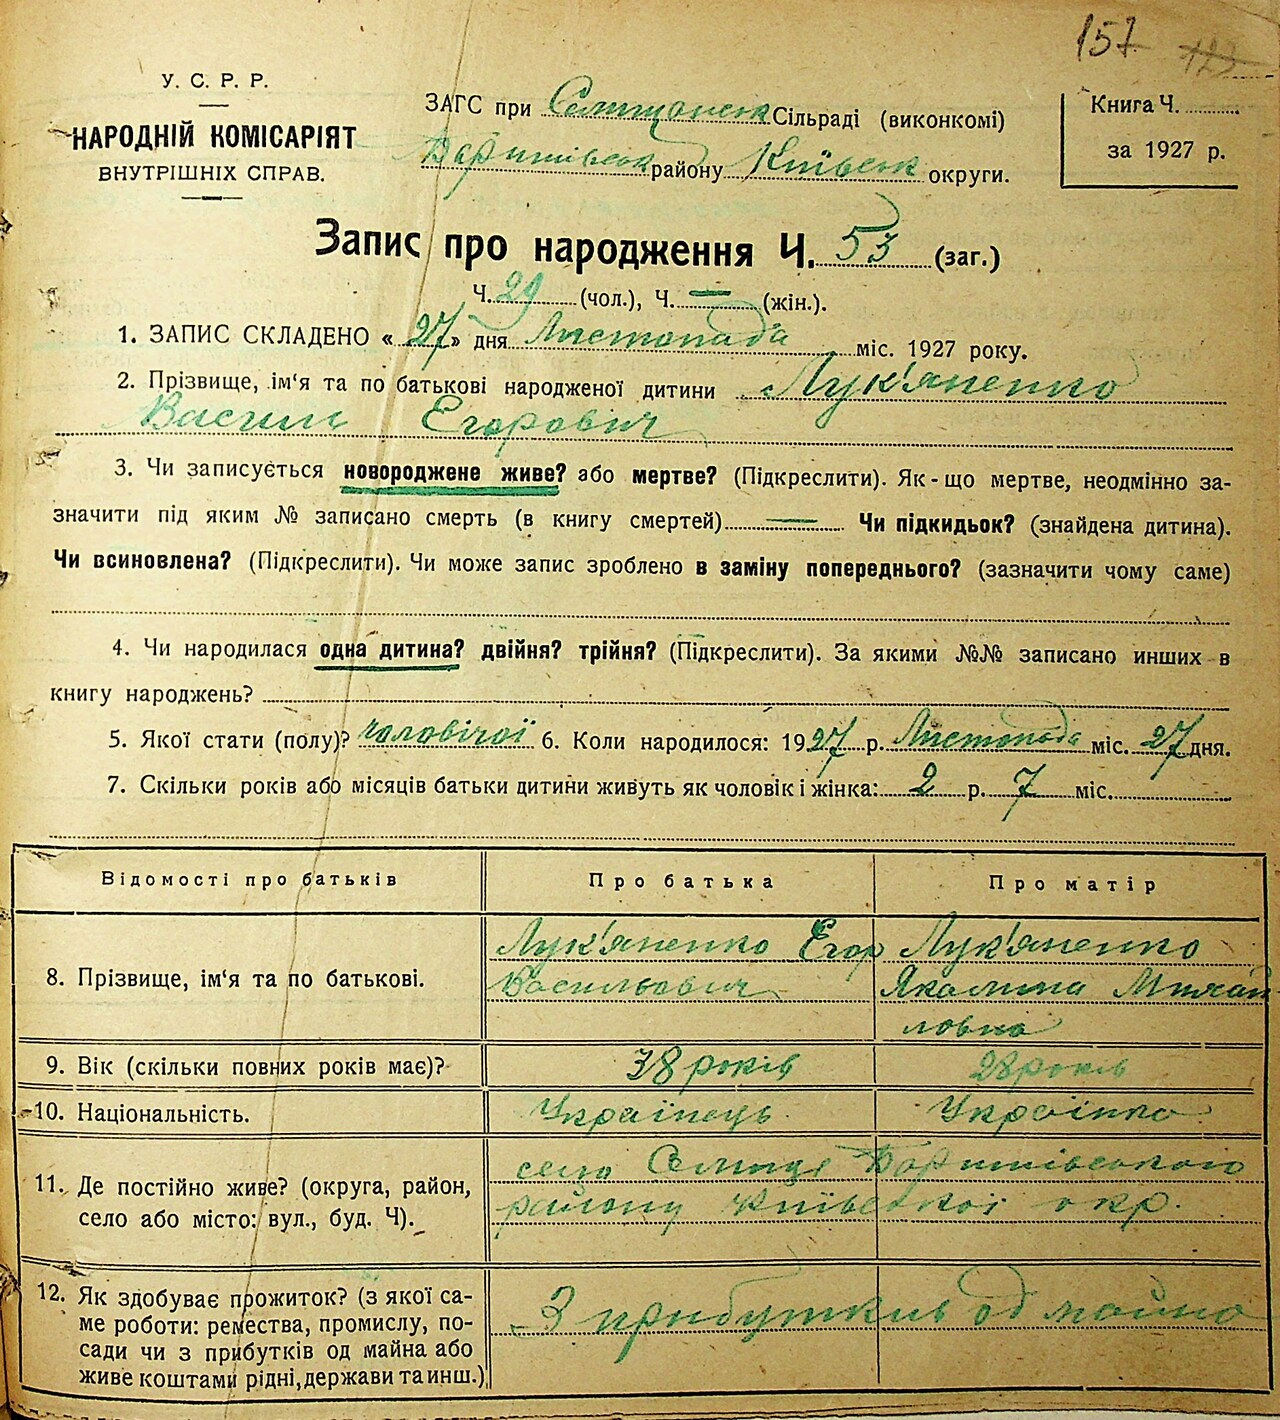 157 123
У. С. Р. Р.
НАРОДНІЙ КОМІСАРІЯТ
ВНУТРІШНІХ СПРАВ.
ЗАГС при Селищанськ Сільраді (виконкомі)
Баришівськ району Київськ округи.
Книга Ч.
за 1927 р.
Запис про народження Ч. 53 (заг.)
Ч. 29 (чол.), Ч. — (жін.).
1. ЗАПИС СКЛАДЕНО « 27 » дня Листопада міс. 1927 року.
2. Прізвище, ім‘я та по батькові народженої дитини Лук'яненко
Василь Егорович
3. Чи записується новороджене живе? або мертве? (Підкреслити). Як-що мертве, неодмінно за-
значити під яким № записано смерть (в книгу смертей) — Чи підкидьок? (знайдена дитина).
Чи всиновлена? (Підкреслити). Чи може запис зроблено в заміну попереднього? (зазначити чому саме)
4. Чи народилася одна дитина? двійня? трійня? (Підкреслити). За якими №№ записано инших в
книгу народжень?
5. Якої стати (полу)? чоловічої 6. Коли народилося: 1927 р. Листопада міс. 27 дня.
7. Скільки років або місяців батьки дитини живуть як чоловік і жінка: 2 р. 7 міс.
Відомості про батьків Про батька Про матір
8. Прізвище, ім‘я та по батькові.
Лук'яненко Егор
Васильович
Лук'яненко
Якилина Михай
ловна
9. Вік (скільки повних років має)? 38 років 28 років
10. Національність. Українець Українка
11. Де постійно живе? (округа, район,
село або місто: вул., буд. Ч).
село Селище Баришівського
району Київської окр.
12. Як здобуває прожиток? (з якої са-
ме роботи: ремества, промислу, по-
сади чи з прибутків од майна або
живе коштами рідні, держави та инш.)
З прибутків од майна